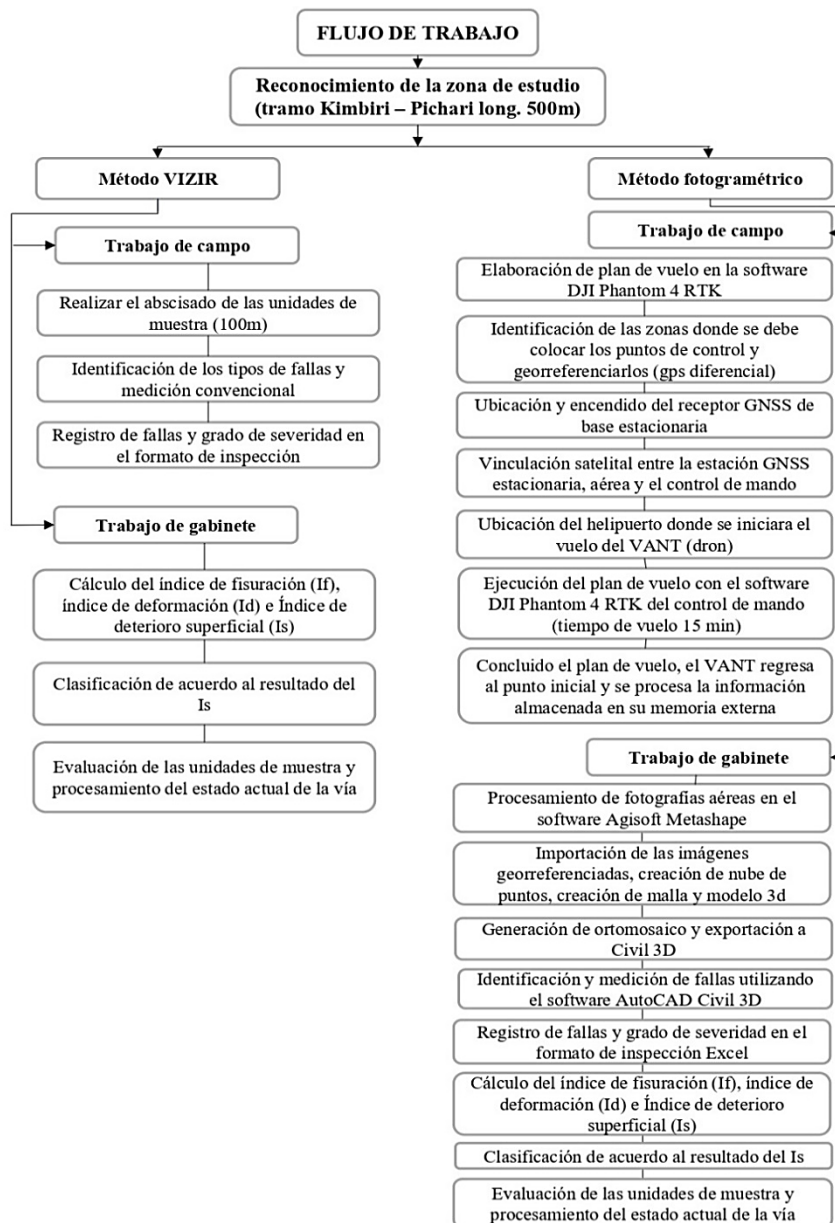 FLUJO DE TRABAJO
Reconocimiento de la zona de estudio
(tramo Kimbiri – Pichari long. 500m)
Método VIZIR
Trabajo de campo
Realizar el abscisado de las unidades de
muestra (100m)
Identificación de los tipos de fallas y
medición convencional
Registro de fallas y grado de severidad en
el formato de inspección
Trabajo de gabinete
Cálculo del índice de fisuración (If),
índice de deformación (Id) e Índice de
deterioro superficial (Is)
Clasificación de acuerdo al resultado del
Is
Evaluación de las unidades de muestra y
procesamiento del estado actual de la vía
Método fotogramétrico
Trabajo de campo
Elaboración de plan de vuelo en la software
DJI Phantom 4 RTK
Identificación de las zonas donde se debe
colocar los puntos de control y
georreferenciarlos (gps diferencial)
Ubicación y encendido del receptor GNSS de
base estacionaria
Vinculación satelital entre la estación GNSS
estacionaria, aérea y el control de mando
Ubicación del helipuerto donde se iniciara el
vuelo del VANT (dron)
Ejecución del plan de vuelo con el software
DJI Phantom 4 RTK del control de mando
(tiempo de vuelo 15 min)
Concluido el plan de vuelo, el VANT regresa
al punto inicial y se procesa la información
almacenada en su memoria externa
Trabajo de gabinete
Procesamiento de fotografías aéreas en el
software Agisoft Metashape
Importación de las imágenes
georreferenciadas, creación de nube de
puntos, creación de malla y modelo 3d
Generación de ortomosaico y exportación a
Civil 3D
Identificación y medición de fallas utilizando
el software AutoCAD Civil 3D
Registro de fallas y grado de severidad en el
formato de inspección Excel
Cálculo del índice de fisuración (If), índice de
deformación (Id) e Índice de deterioro
superficial (Is)
Clasificación de acuerdo al resultado del Is
Evaluación de las unidades de muestra y
procesamiento del estado actual de la vía